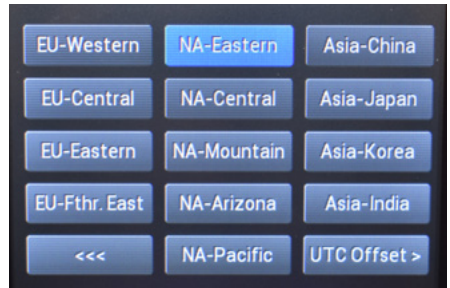 EU-Western NA-Eastern Asia-China
EU-Central NA-Central Asia-Japan
EU-Eastern NA-Mountain Asia-Korea
EU-Fthr. East NA-Arizona Asia-India
<<< NA-Pacific UTC Offset >